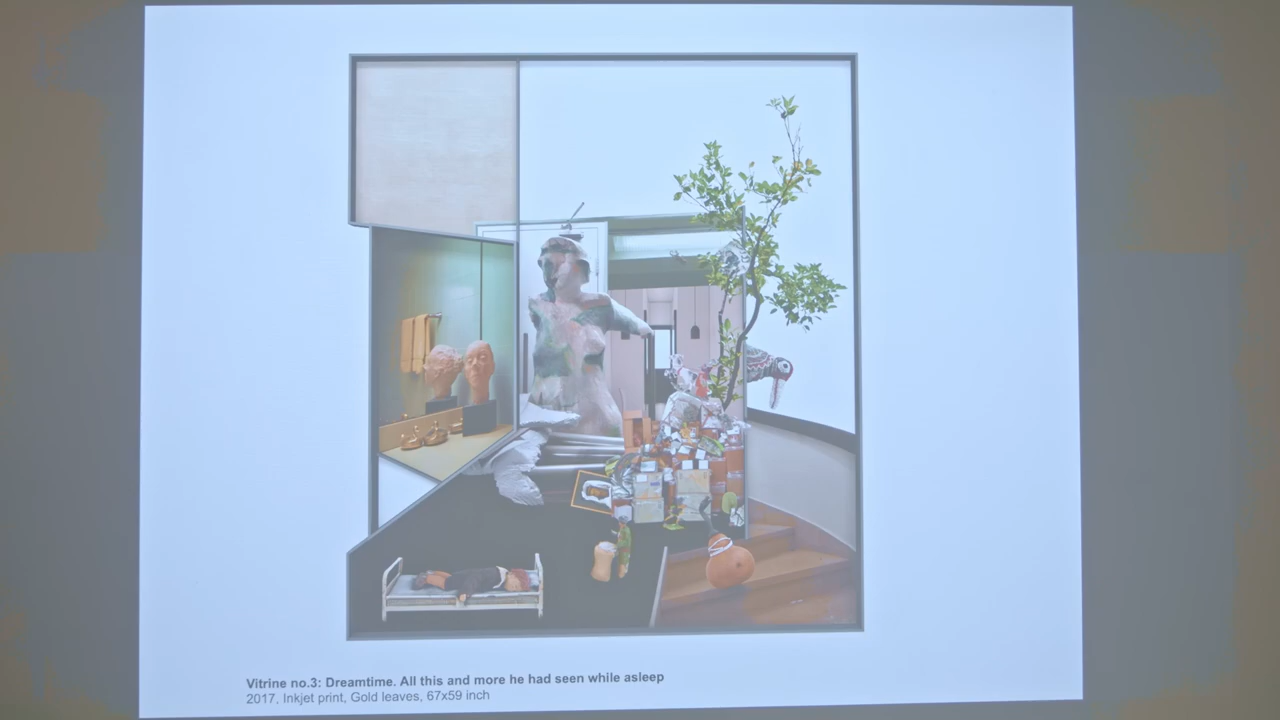 Vitrine no.3: Dreamtime. All this and more he had seen while asleep
2017, Inkjet print, Gold leaves, 67x59 inch